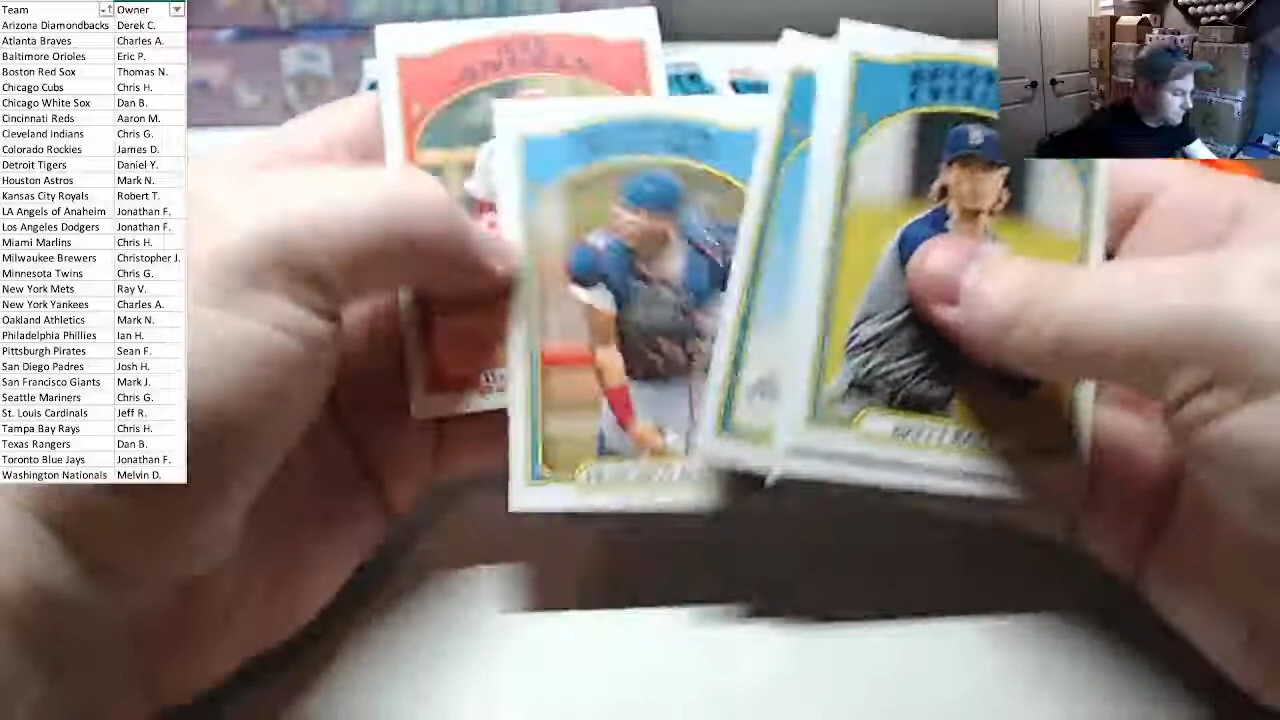 Team Owner
Arizona Diamondbacks Derek C.
Atlanta Braves Charles A.
Baltimore Orioles Eric P.
Boston Red Sox Thomas N.
Chicago Cubs Chris H.
Chicago White Sox Dan B.
Cincinnati Reds Aaron M.
Cleveland Indians Chris G.
Colorado Rockies James D.
Detroit Tigers Daniel Y.
Houston Astros Mark N.
Kansas City Royals Robert T.
LA Angels of Anaheim Jonathan F.
Los Angeles Dodgers Jonathan F.
Miami Marlins Chris H.
Milwaukee Brewers Christopher J.
Minnesota Twins Chris G.
New York Mets Ray V.
New York Yankees Charles A.
Oakland Athletics Mark N.
Philadelphia Phillies Ian H.
Pittsburgh Pirates Sean F.
San Diego Padres Josh H.
San Francisco Giants Mark J.
Seattle Mariners Chris G.
St. Louis Cardinals Jeff R.
Tampa Bay Rays Chris H.
Texas Rangers Dan B.
Toronto Blue Jays Jonathan F.
Washington Nationals Melvin D.
ANGELS
B